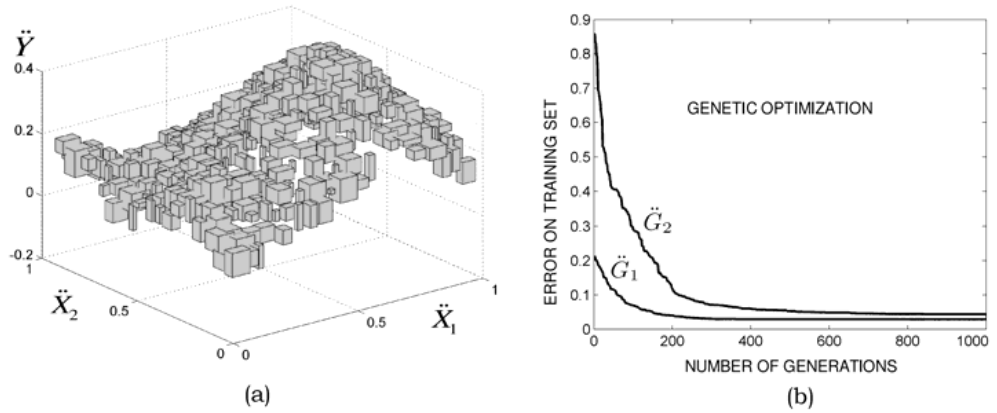 Ÿ
0.4
0.2
0
-0.2
1
0.5
0
Ẍ₂
0
0.5
1
Ẍ₁
(a)
0.9
0.8
0.7
0.6
0.5
0.4
0.3
0.2
0.1
0
ERROR ON TRAINING SET
GENETIC OPTIMIZATION
G̈₂
G̈₁
0 200 400 600 800 1000
NUMBER OF GENERATIONS
(b)